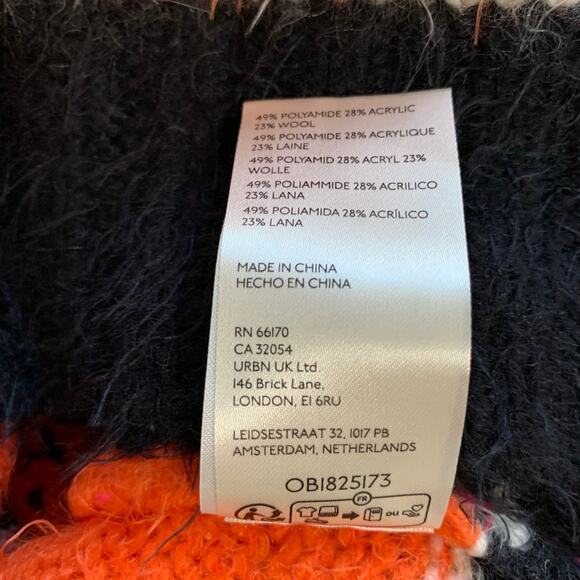 49% POLYAMIDE 28% ACRYLIC
23% WOOL
49% POLYAMIDE 28% ACRYLIQUE
23% LAINE
49% POLYAMID 28% ACRYL 23%
WOLLE
49% POLIAMMIDE 28% ACRILICO
23% LANA
49% POLIAMIDA 28% ACRÍLICO
23% LANA
MADE IN CHINA
HECHO EN CHINA
RN 66170
CA 32054
URBN UK Ltd.
146 Brick Lane,
LONDON, E1 6RU
LEIDSESTRAAT 32, 1017 PB
AMSTERDAM, NETHERLANDS
OB1825173
FR
ou